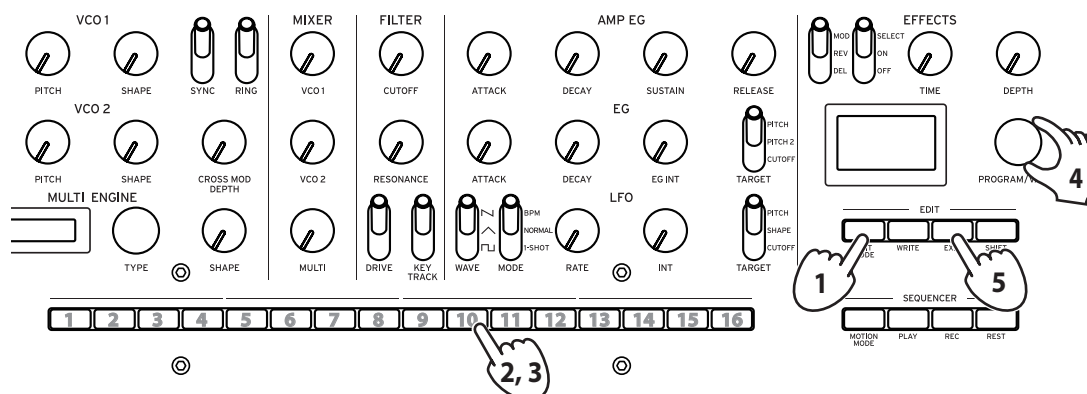 VCO 1
MIXER
FILTER
AMP EG
EFFECTS
MOD
REV
DEL
SELECT
ON
OFF
PITCH
SHAPE
SYNC
RING
VCO 1
CUTOFF
ATTACK
DECAY
SUSTAIN
RELEASE
TIME
DEPTH
VCO 2
EG
PITCH
PITCH 2
CUTOFF
PITCH
SHAPE
CROSS MOD
DEPTH
VCO 2
RESONANCE
ATTACK
DECAY
EG INT
TARGET
PROGRAM/V
4
MULTI ENGINE
LFO
EDIT
BPM
NORMAL
1-SHOT
PITCH
SHAPE
CUTOFF
TYPE
SHAPE
MULTI
DRIVE
KEY
TRACK
WAVE
MODE
RATE
INT
TARGET
WRITE
SHIFT
1
5
SEQUENCER
1 2 3 4 5 6 7 8 9 10 11 12 13 14 15 16
MOTION
MODE
PLAY
REC
REST
2, 3